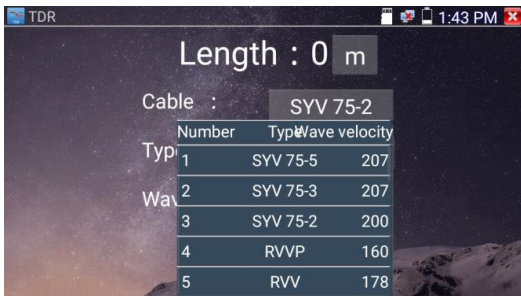 TDR 1:43 PM
Length : 0 m
Cable : SYV 75-2
Number Type Wave velocity
Typ
1 SYV 75-5 207
Wav
2 SYV 75-3 207
3 SYV 75-2 200
4 RVVP 160
5 RVV 178